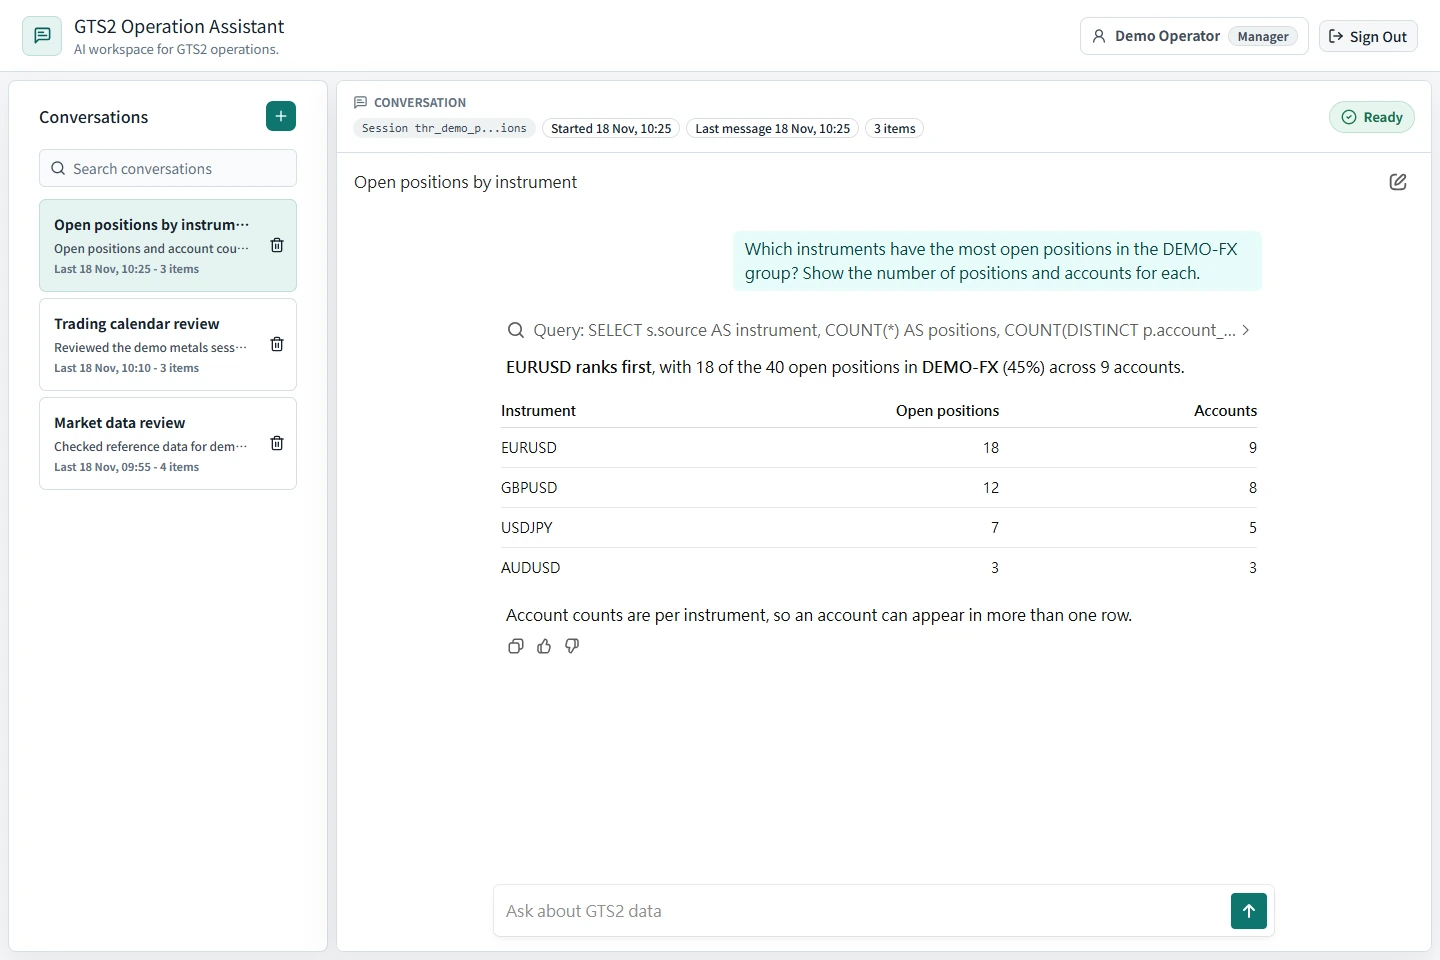 GTS2 Operation Assistant
AI workspace for GTS2 operations.
Demo Operator Manager
Sign Out
Conversations
Search conversations
Open positions by instrum···
Open positions and account cou···
Last 18 Nov, 10:25 - 3 items
Trading calendar review
Reviewed the demo metals sess···
Last 18 Nov, 10:10 - 3 items
Market data review
Checked reference data for dem···
Last 18 Nov, 09:55 - 4 items
CONVERSATION
Session thr_demo_p...ions Started 18 Nov, 10:25 Last message 18 Nov, 10:25 3 items
Ready
Open positions by instrument
Which instruments have the most open positions in the DEMO-FX
group? Show the number of positions and accounts for each.
Query: SELECT s.source AS instrument, COUNT(*) AS positions, COUNT(DISTINCT p.account_...
EURUSD ranks first, with 18 of the 40 open positions in DEMO-FX (45%) across 9 accounts.
Instrument Open positions Accounts
EURUSD 18 9
GBPUSD 12 8
USDJPY 7 5
AUDUSD 3 3
Account counts are per instrument, so an account can appear in more than one row.
Ask about GTS2 data